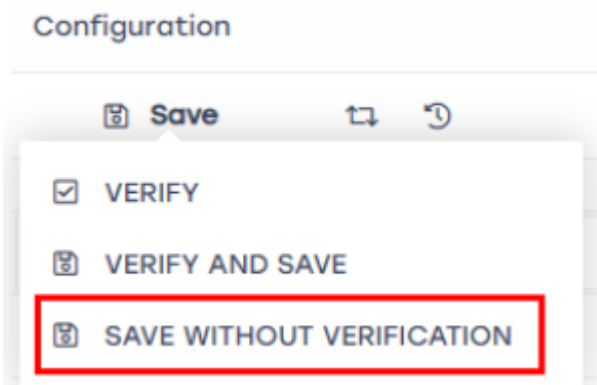 Configuration
Save
VERIFY
VERIFY AND SAVE
SAVE WITHOUT VERIFICATION